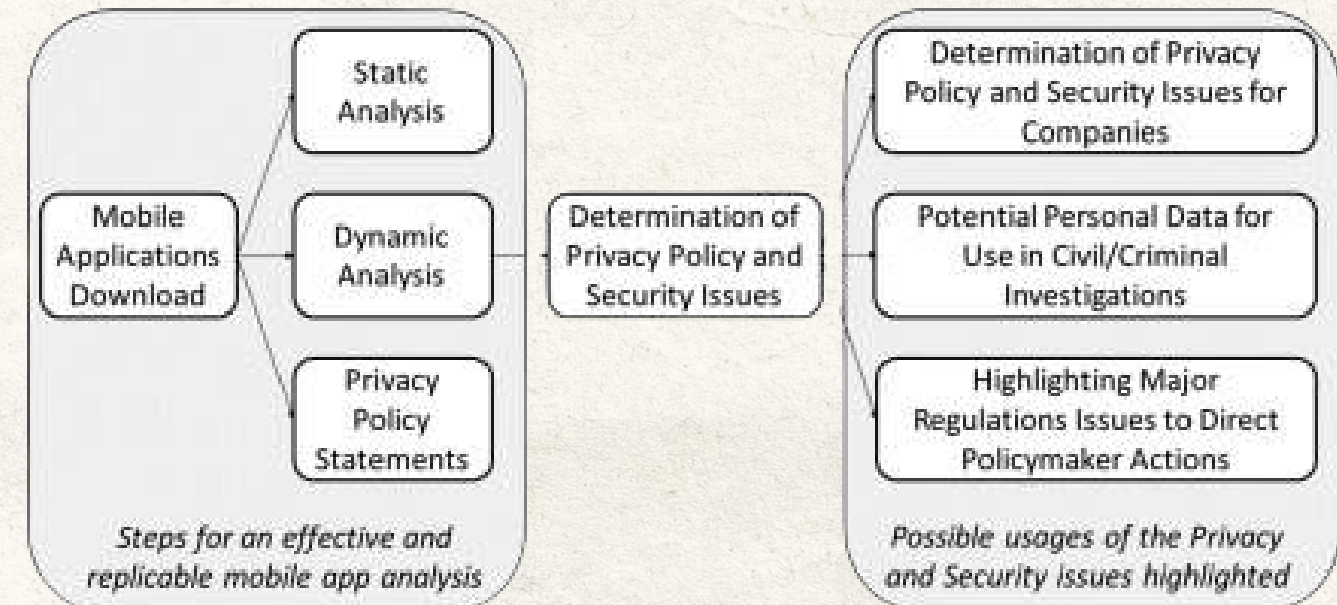 Mobile
Applications
Download
Static
Analysis
Dynamic
Analysis
Privacy
Policy
Statements
Steps for an effective and
replicable mobile app analysis
Determination of
Privacy Policy and
Security Issues
Determination of Privacy
Policy and Security Issues for
Companies
Potential Personal Data for
Use in Civil/Criminal
Investigations
Highlighting Major
Regulations Issues to Direct
Policymaker Actions
Possible usages of the Privacy
and Security issues highlighted